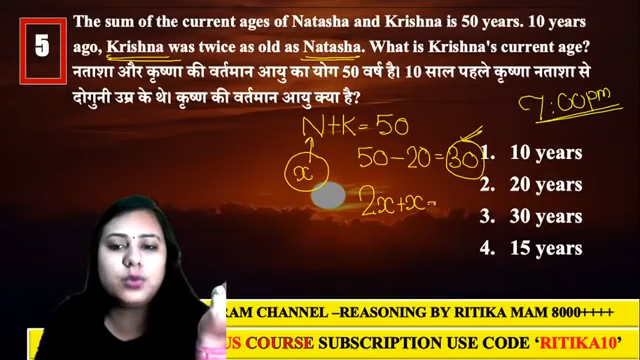 5
The sum of the current ages of Natasha and Krishna is 50 years. 10 years
ago, Krishna was twice as old as Natasha. What is Krishna's current age?
नताशा और कृष्णा की वर्तमान आयु का योग 50 वर्ष है। 10 साल पहले कृष्णा नताशा से
दोगुनी उम्र के थे। कृष्ण की वर्तमान आयु क्या है?
7:00pm
N+K=50
50-20=30
x
2x+x=
1. 10 years
2. 20 years
3. 30 years
4. 15 years
RAM CHANNEL –REASONING BY RITIKA MAM 8000++++
US COURSE SUBSCRIPTION USE CODE ‘RITIKA10’